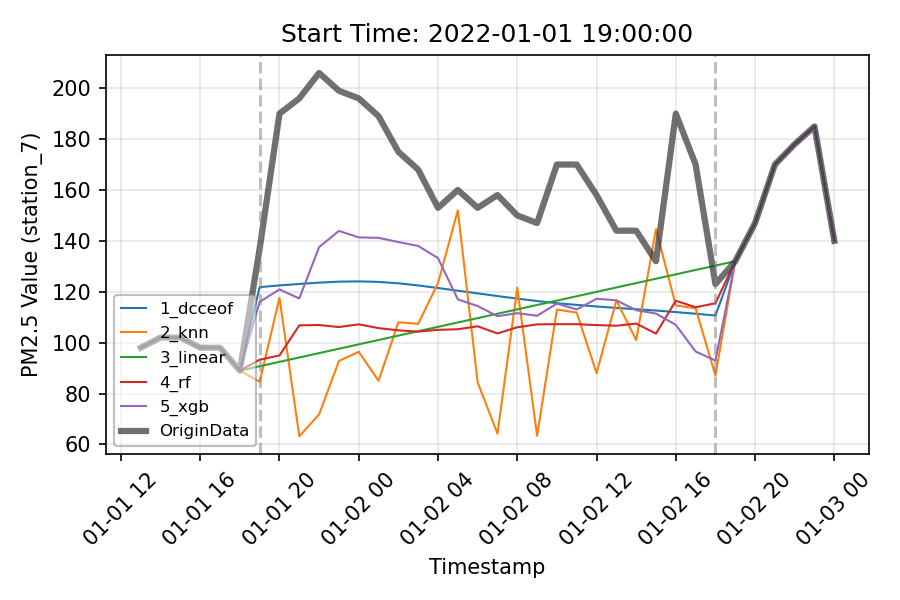 Start Time: 2022-01-01 19:00:00
PM2.5 Value (station_7)
200
180
160
140
120
100
80
60
1_dcceof
2_knn
3_linear
4_rf
5_xgb
OriginData
01-01 12
01-01 16
01-01 20
01-02 00
01-02 04
01-02 08
01-02 12
01-02 16
01-02 20
01-03 00
Timestamp